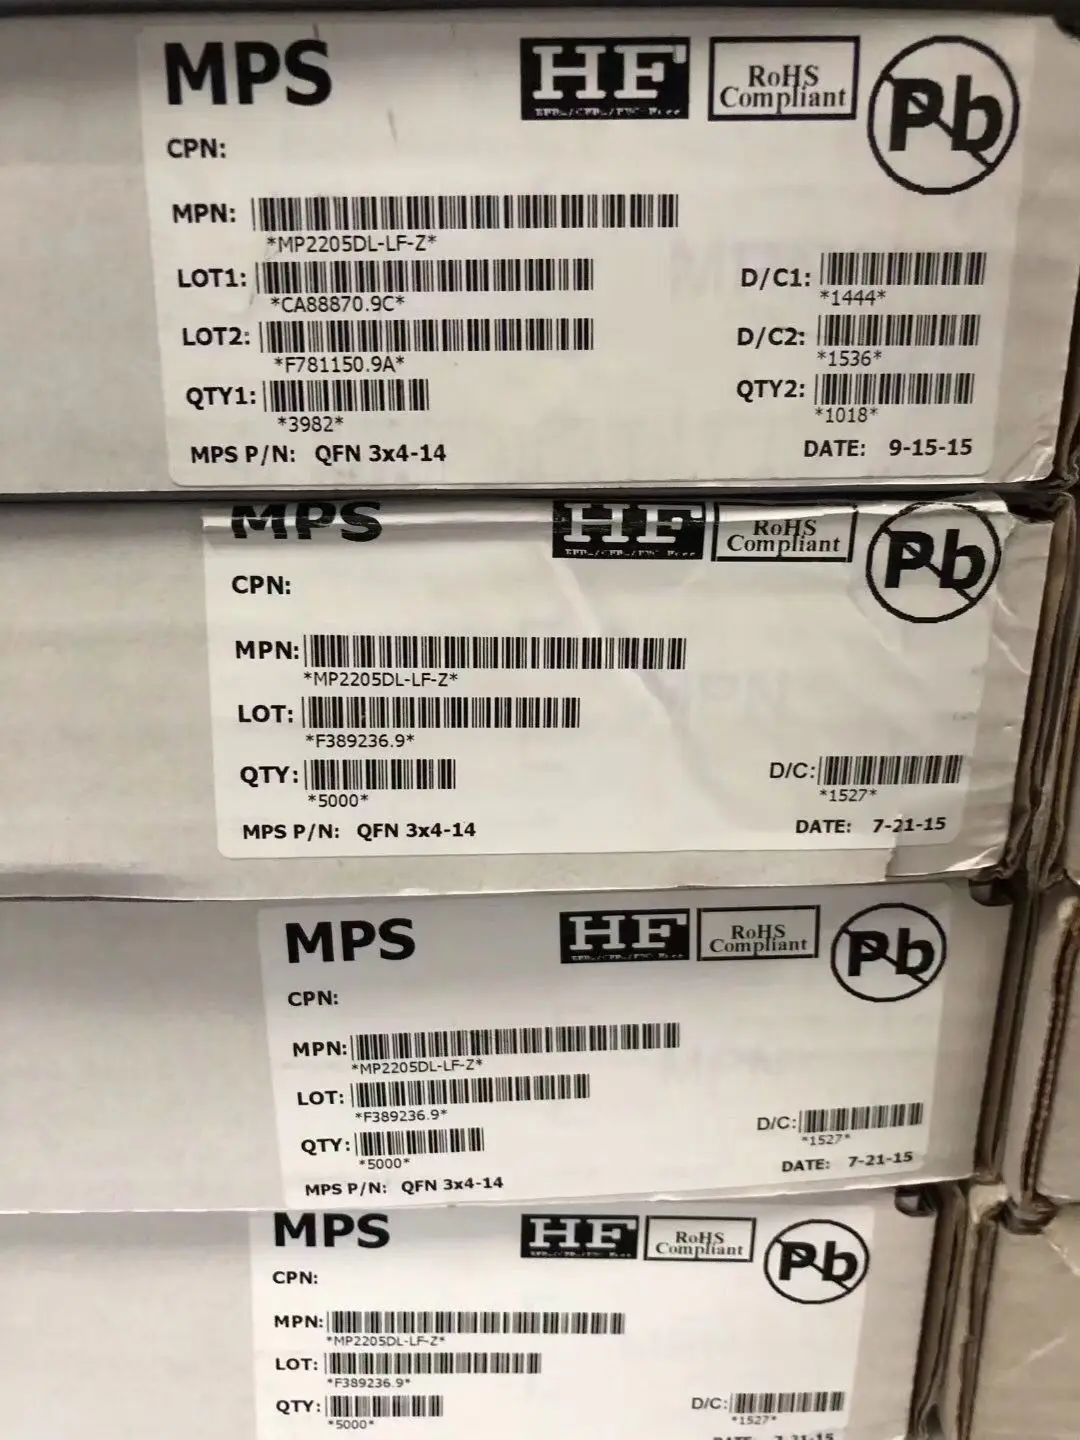 MPS HF RoHS Compliant Pb
CPN:
MPN:
*MP2205DL-LF-Z*
LOT1: D/C1:
*CA88870.9C* *1444*
LOT2: D/C2:
*F781150.9A* *1536*
QTY1: QTY2:
*3982* *1018*
MPS P/N: QFN 3x4-14 DATE: 9-15-15
MPS HF RoHS Compliant Pb
CPN:
MPN:
*MP2205DL-LF-Z*
LOT:
*F389236.9*
QTY: D/C:
*5000* *1527*
MPS P/N: QFN 3x4-14 DATE: 7-21-15
MPS HF RoHS Compliant Pb
CPN:
MPN:
*MP2205DL-LF-Z*
LOT:
*F389236.9*
QTY: D/C:
*5000* *1527*
MPS P/N: QFN 3x4-14 DATE: 7-21-15
MPS HF RoHS Compliant Pb
CPN:
MPN:
*MP2205DL-LF-Z*
LOT:
*F389236.9*
QTY: D/C:
*5000* *1527*
DATE: 7-21-15